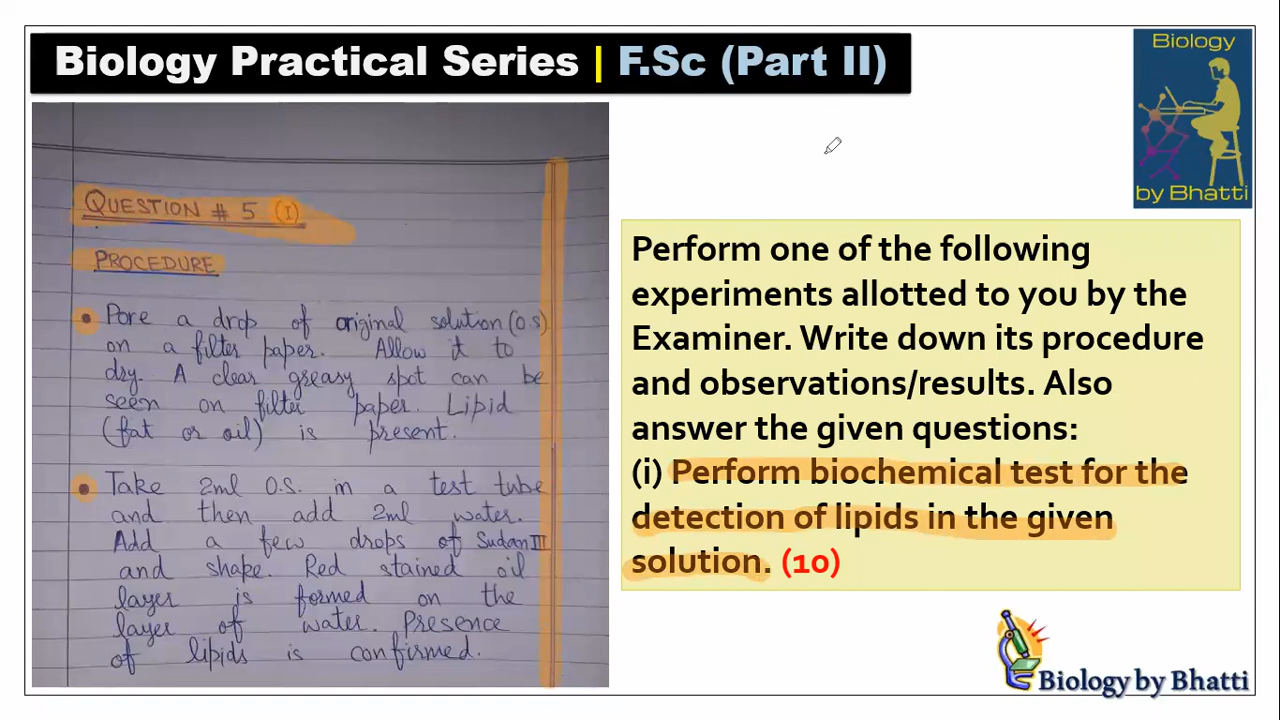 Biology Practical Series | F.Sc (Part II)
Biology
by Bhatti
QUESTION # 5 (I)
PROCEDURE
• Pore a drop of original solution (O.S)
on a filter paper. Allow it to
dry. A clear greasy spot can be
seen on filter paper. Lipid
(fat or oil) is present.
• Take 2ml O.S. in a test tube
and then add 2ml water.
Add a few drops of Sudan III
and shape. Red stained oil
layer is formed on the
layer of water. Presence
of lipids is confirmed.
Perform one of the following
experiments allotted to you by the
Examiner. Write down its procedure
and observations/results. Also
answer the given questions:
(i) Perform biochemical test for the
detection of lipids in the given
solution. (10)
Biology by Bhatti